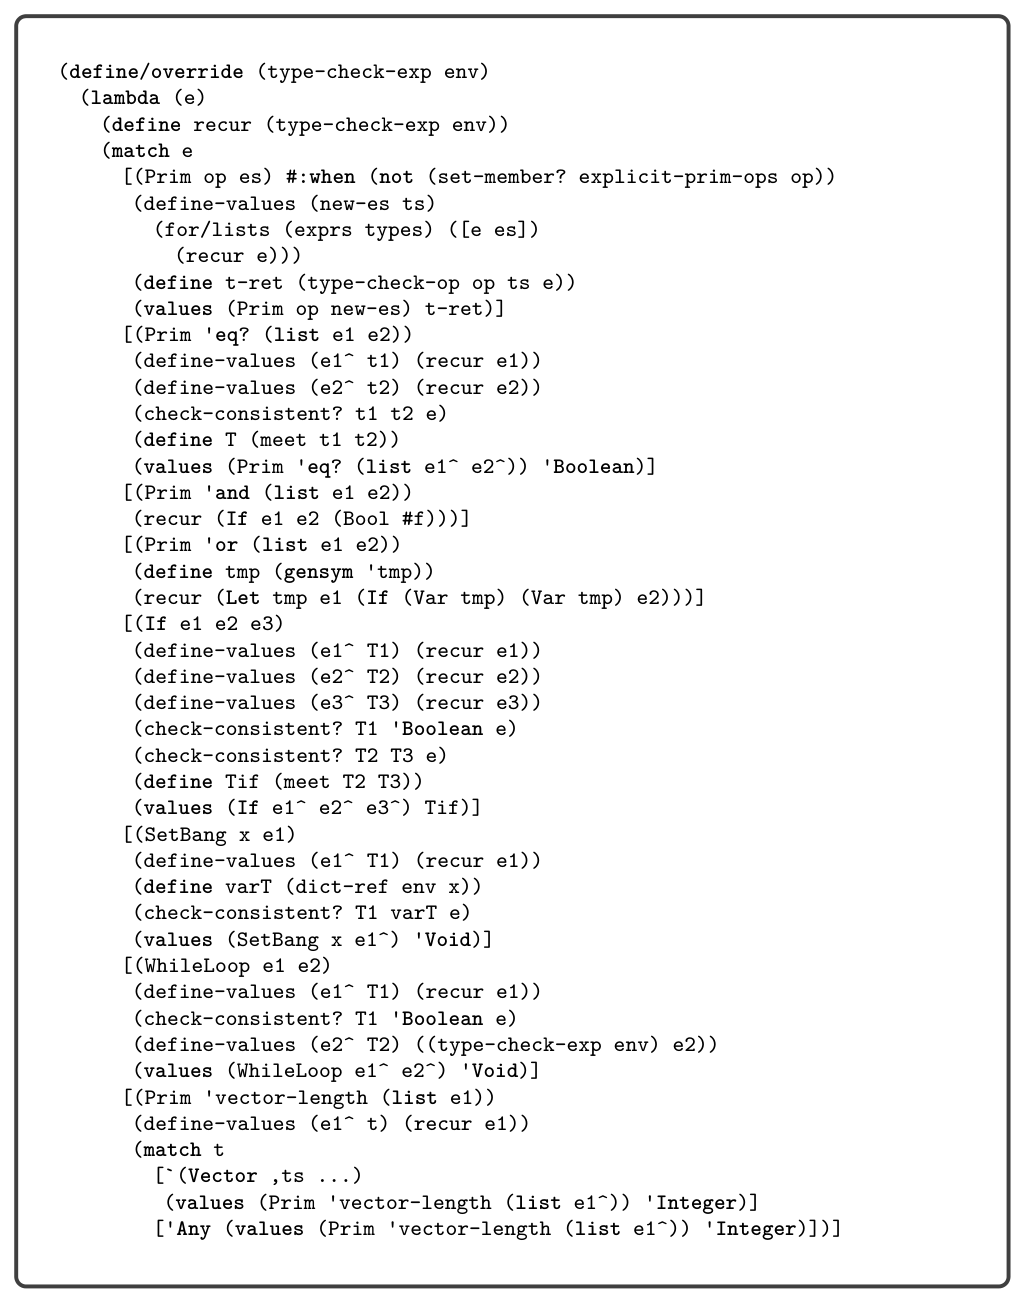 (define/override (type-check-exp env)
  (lambda (e)
    (define recur (type-check-exp env))
    (match e
      [(Prim op es) #:when (not (set-member? explicit-prim-ops op))
       (define-values (new-es ts)
         (for/lists (exprs types) ([e es])
           (recur e)))
       (define t-ret (type-check-op op ts e))
       (values (Prim op new-es) t-ret)]
      [(Prim 'eq? (list e1 e2))
       (define-values (e1^ t1) (recur e1))
       (define-values (e2^ t2) (recur e2))
       (check-consistent? t1 t2 e)
       (define T (meet t1 t2))
       (values (Prim 'eq? (list e1^ e2^)) 'Boolean)]
      [(Prim 'and (list e1 e2))
       (recur (If e1 e2 (Bool #f)))]
      [(Prim 'or (list e1 e2))
       (define tmp (gensym 'tmp))
       (recur (Let tmp e1 (If (Var tmp) (Var tmp) e2)))]
      [(If e1 e2 e3)
       (define-values (e1^ T1) (recur e1))
       (define-values (e2^ T2) (recur e2))
       (define-values (e3^ T3) (recur e3))
       (check-consistent? T1 'Boolean e)
       (check-consistent? T2 T3 e)
       (define Tif (meet T2 T3))
       (values (If e1^ e2^ e3^) Tif)]
      [(SetBang x e1)
       (define-values (e1^ T1) (recur e1))
       (define varT (dict-ref env x))
       (check-consistent? T1 varT e)
       (values (SetBang x e1^) 'Void)]
      [(WhileLoop e1 e2)
       (define-values (e1^ T1) (recur e1))
       (check-consistent? T1 'Boolean e)
       (define-values (e2^ T2) ((type-check-exp env) e2))
       (values (WhileLoop e1^ e2^) 'Void)]
      [(Prim 'vector-length (list e1))
       (define-values (e1^ t) (recur e1))
       (match t
         [`(Vector ,ts ...)
          (values (Prim 'vector-length (list e1^)) 'Integer)]
         ['Any (values (Prim 'vector-length (list e1^)) 'Integer)])]